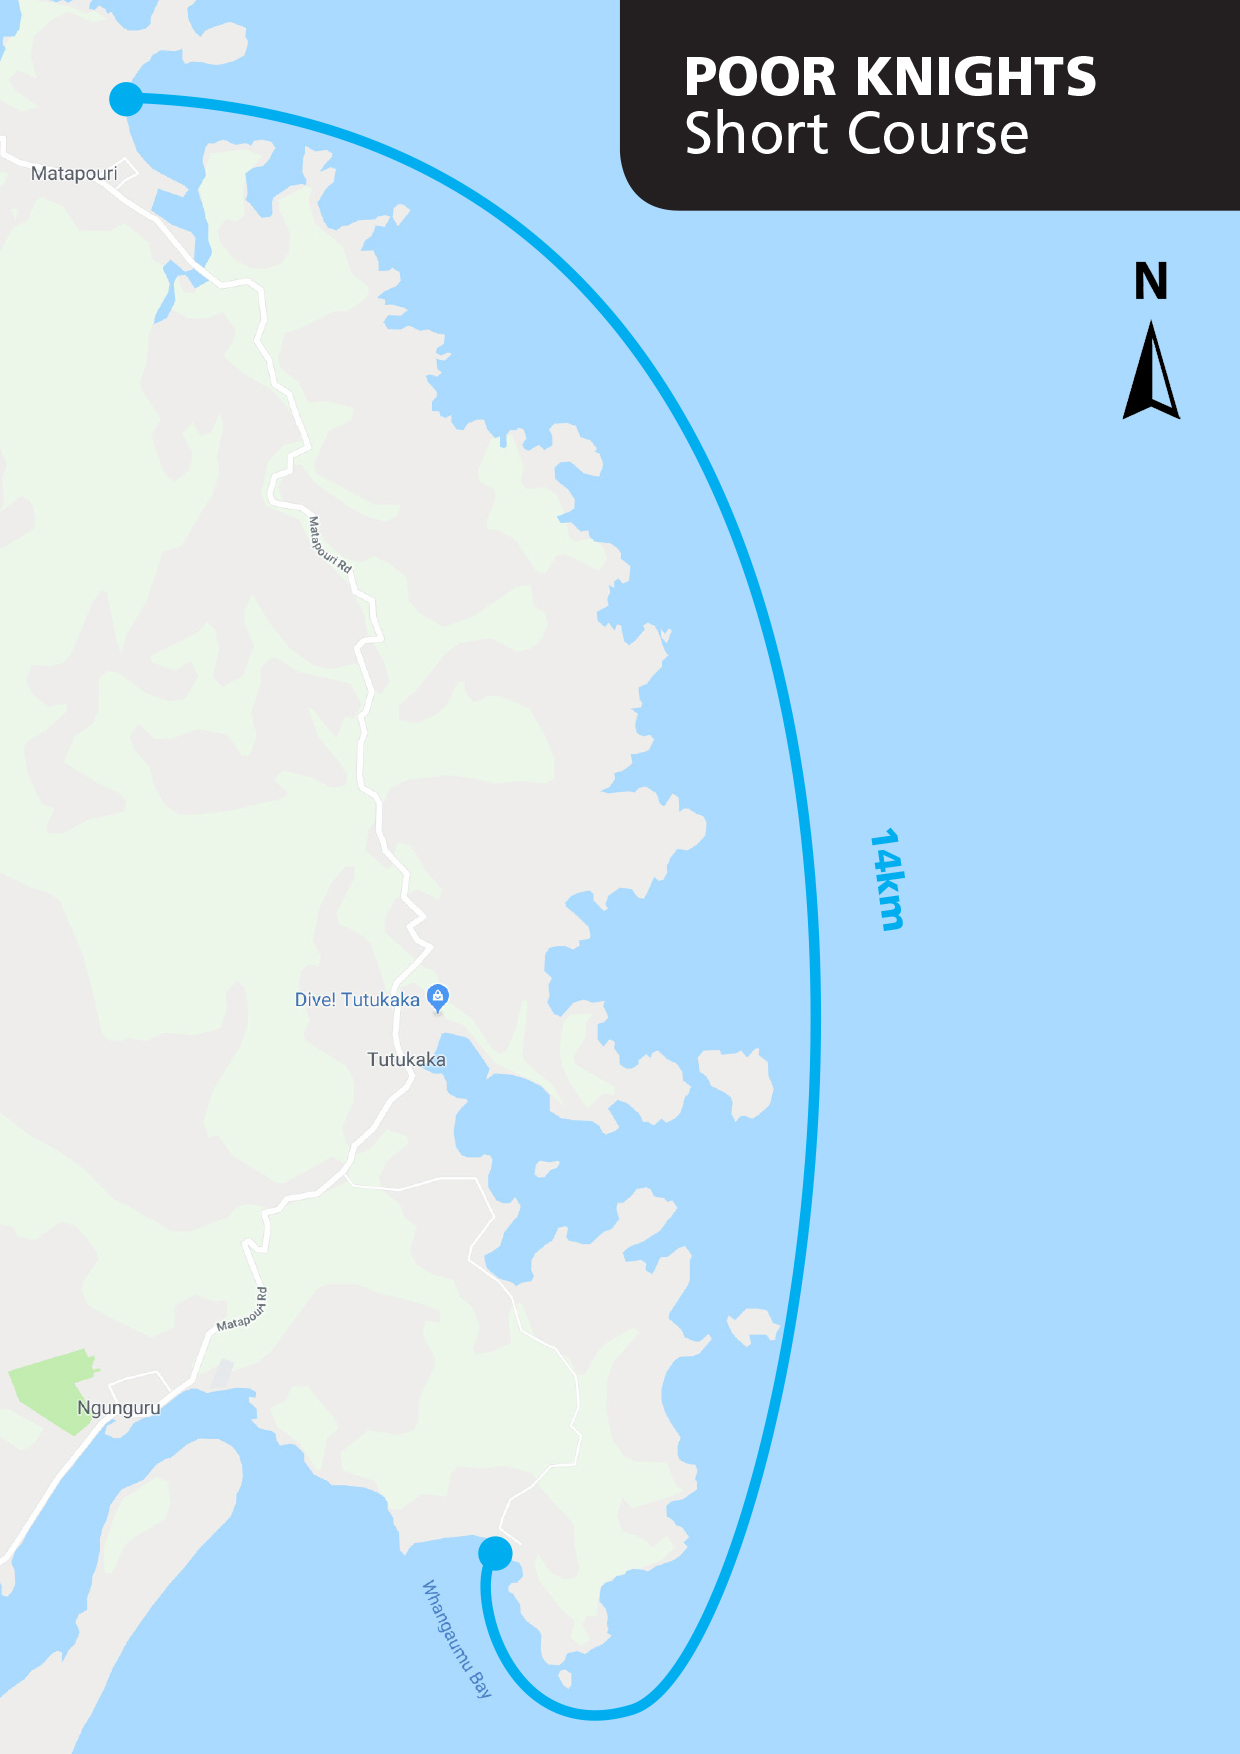 POOR KNIGHTS
Short Course
N
Matapouri
Matapouri Rd
14km
Dive! Tutukaka
Tutukaka
Matapouri Rd
Ngunguru
Whangaumu Bay